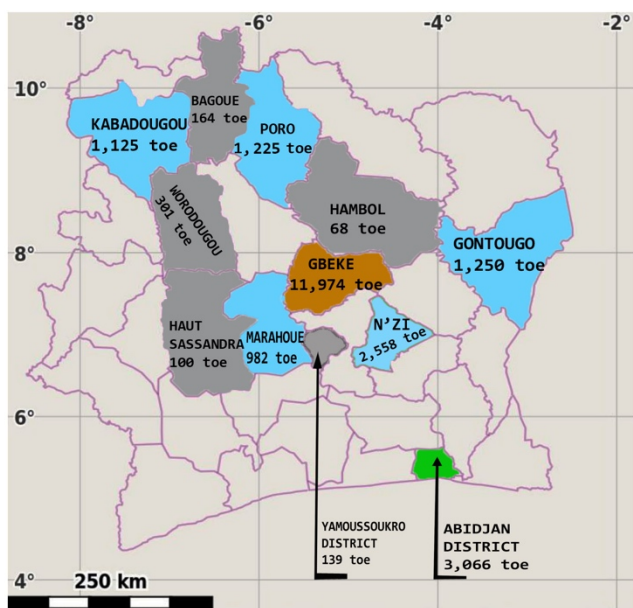 -8° -6° -4° -2°
10°
BAGOUE
164 toe
KABADOUGOU
1,125 toe
PORO
1,225 toe
WORODOUGOU
301 toe
HAMBOL
68 toe
8°
GONTOUGO
1,250 toe
GBEKE
11,974 toe
HAUT
SASSANDRA
100 toe
MARAHOUE
982 toe
N'ZI
2,558 toe
6°
YAMOUSSOUKRO
DISTRICT
139 toe
ABIDJAN
DISTRICT
3,066 toe
4°
250 km